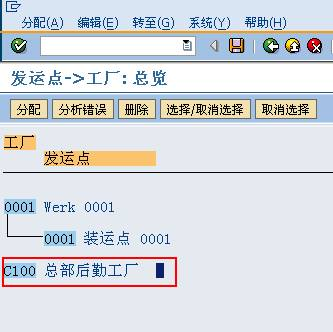 分配(A) 编辑(E) 转至(G) 系统(Y) 帮助(H)
发运点->工厂:总览
分配 分析错误 删除 选择/取消选择 取消选择
工厂
发运点
0001 Werk 0001
0001 装运点 0001
C100 总部后勤工厂